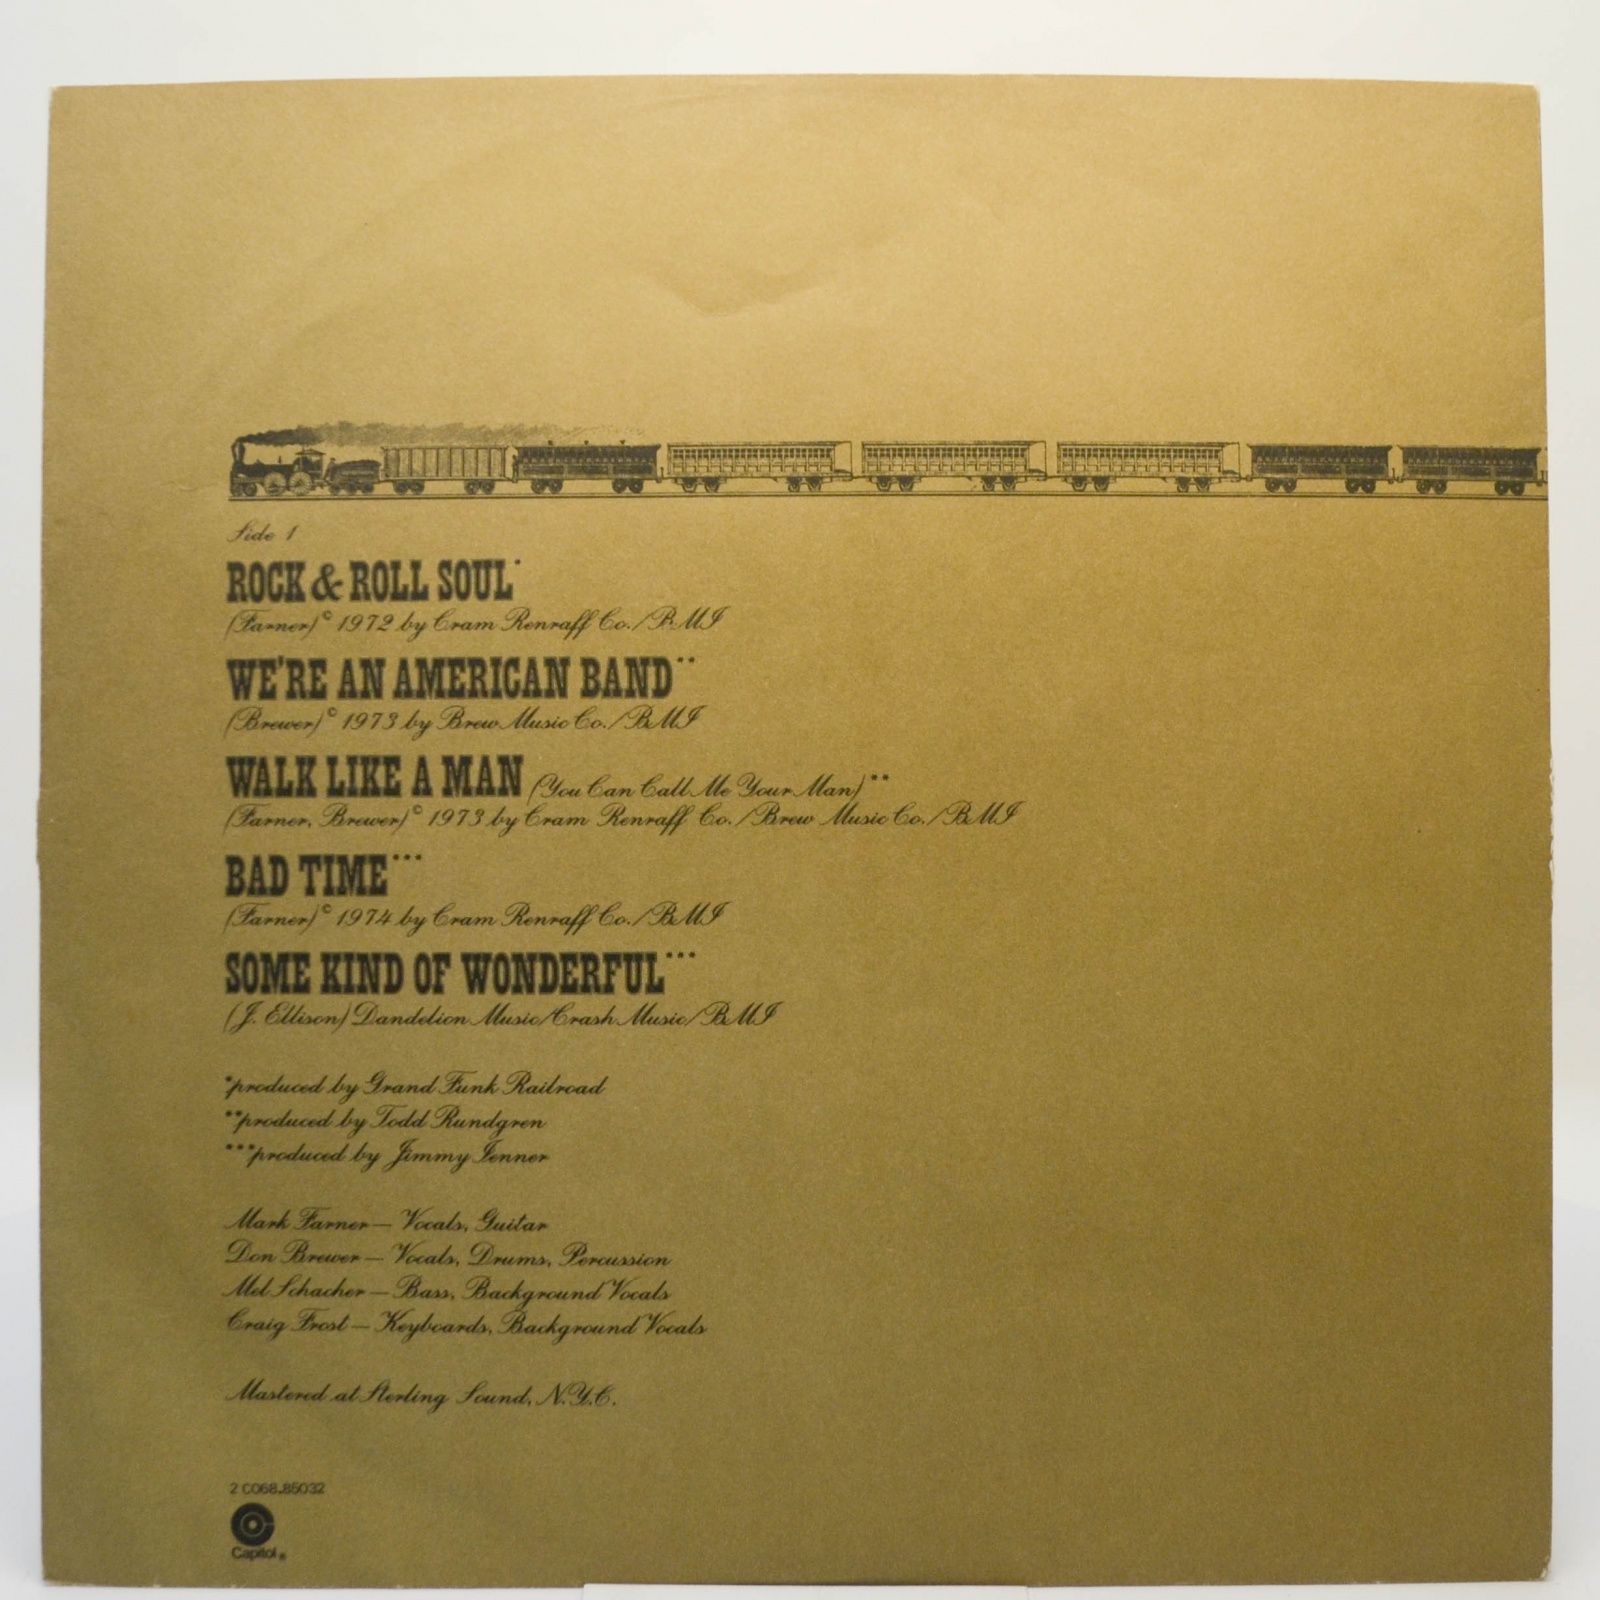 Side 1
ROCK & ROLL SOUL*
(Farner) © 1972 by Cram Renraff Co./BMI
WE'RE AN AMERICAN BAND**
(Brewer) © 1973 by Brew Music Co./BMI
WALK LIKE A MAN (You Can Call Me Your Man)**
(Farner, Brewer) © 1973 by Cram Renraff Co./Brew Music Co./BMI
BAD TIME***
(Farner) © 1974 by Cram Renraff Co./BMI
SOME KIND OF WONDERFUL***
(J. Ellison) Dandelion Music/Crash Music/BMI
*produced by Grand Funk Railroad
**produced by Todd Rundgren
***produced by Jimmy Ienner
Mark Farner — Vocals, Guitar
Don Brewer — Vocals, Drums, Percussion
Mel Schacher — Bass, Background Vocals
Craig Frost — Keyboards, Background Vocals
Mastered at Sterling Sound, N.Y.C.
2 C068.85032
Capitol®